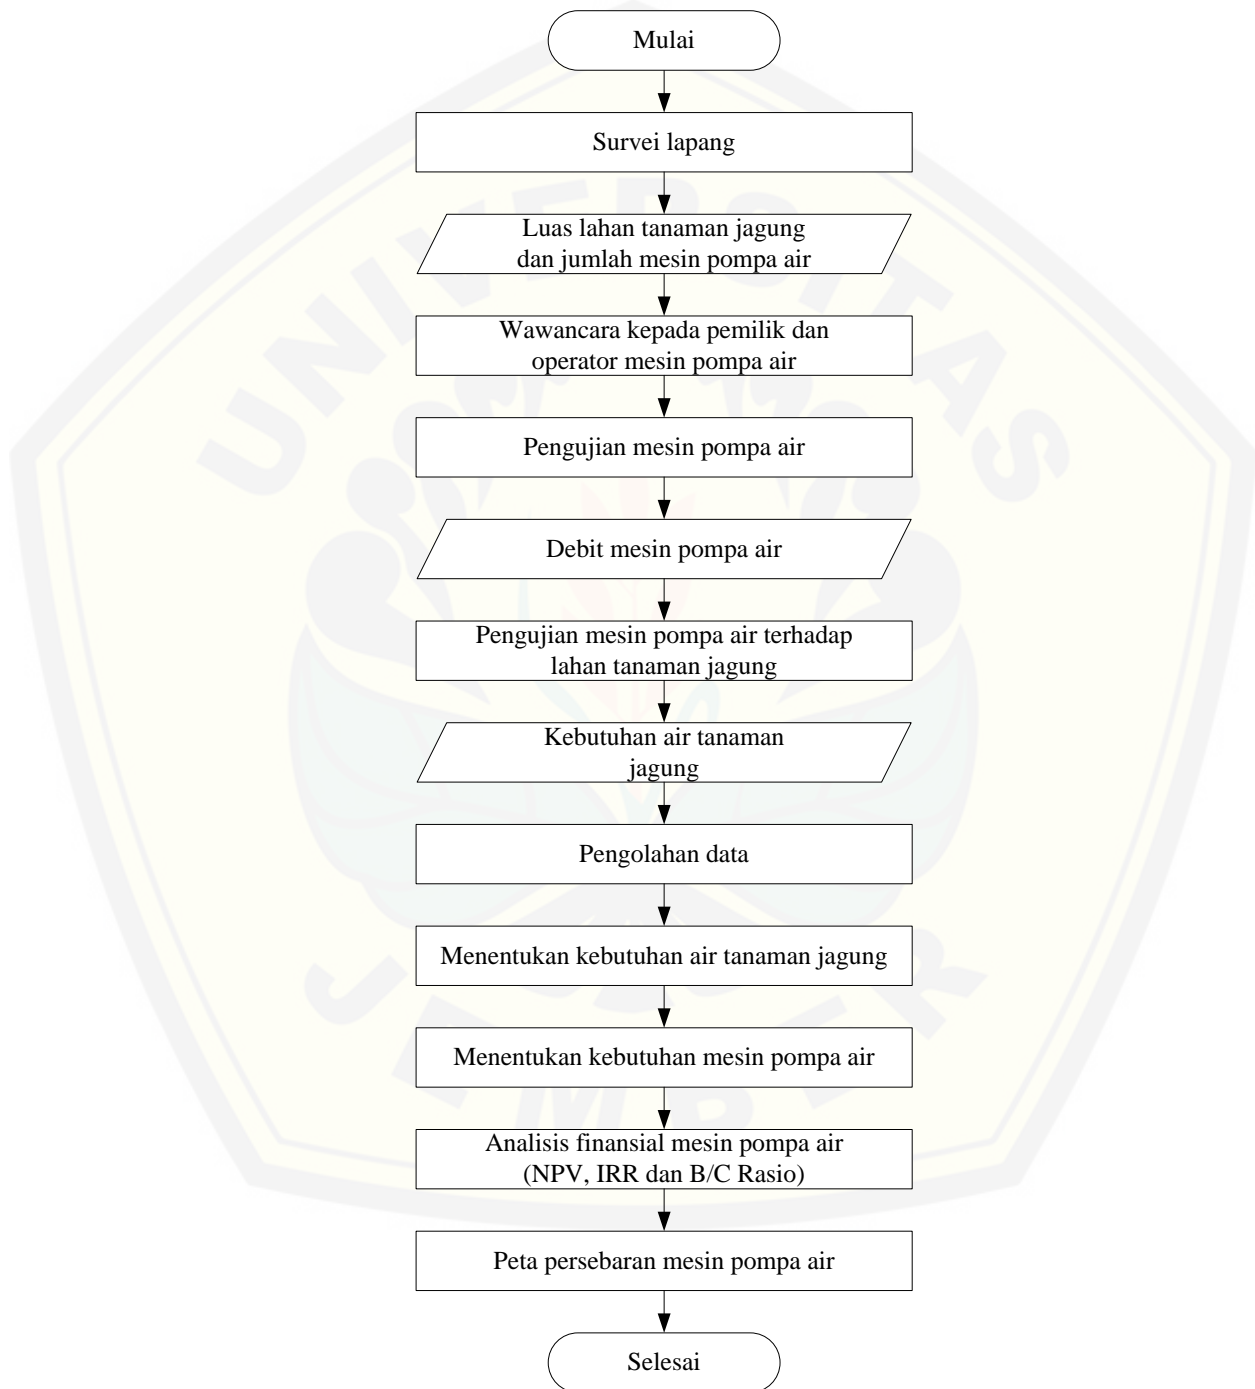 Mulai
Survei lapang
Luas lahan tanaman jagung
dan jumlah mesin pompa air
Wawancara kepada pemilik dan
operator mesin pompa air
Pengujian mesin pompa air
Debit mesin pompa air
Pengujian mesin pompa air terhadap
lahan tanaman jagung
Kebutuhan air tanaman
jagung
Pengolahan data
Menentukan kebutuhan air tanaman jagung
Menentukan kebutuhan mesin pompa air
Analisis finansial mesin pompa air
(NPV, IRR dan B/C Rasio)
Peta persebaran mesin pompa air
Selesai
UNIVERSITAS
JEMBER